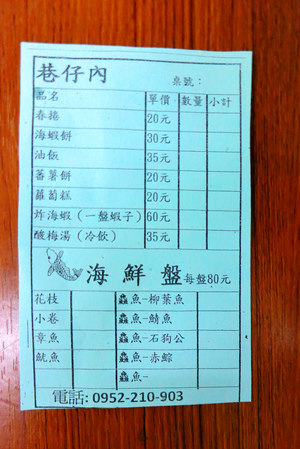 巷仔內
桌號：
品名 單價 數量 小計
春捲 20元
海蝦餅 30元
油飯 35元
蕃薯餅 20元
蘿蔔糕 20元
炸海蝦（一盤蝦子） 60元
酸梅湯（冷飲） 35元
海鮮盤 每盤80元
花枝 鱻魚-柳葉魚
小卷 鱻魚-鯖魚
章魚 鱻魚-石狗公
魷魚 鱻魚-赤鯮
鱻魚-
電話: 0952-210-903